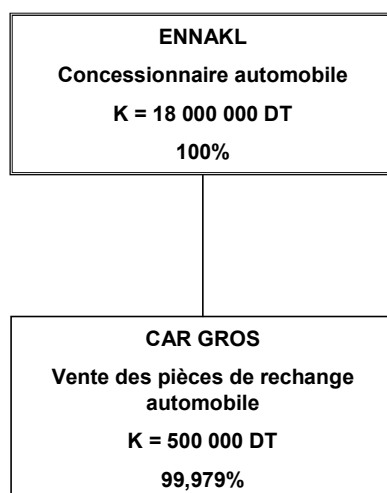 ENNAKL
Concessionnaire automobile
K = 18 000 000 DT
100%
CAR GROS
Vente des pièces de rechange
automobile
K = 500 000 DT
99,979%